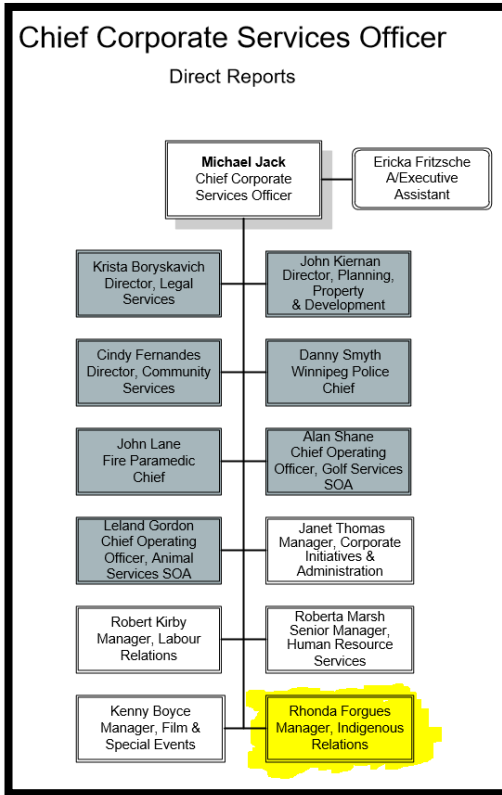 Chief Corporate Services Officer
Direct Reports
Michael Jack
Chief Corporate
Services Officer
Ericka Fritzsche
A/Executive
Assistant
Krista Boryskavich
Director, Legal
Services
John Kiernan
Director, Planning,
Property
& Development
Cindy Fernandes
Director, Community
Services
Danny Smyth
Winnipeg Police
Chief
John Lane
Fire Paramedic
Chief
Alan Shane
Chief Operating
Officer, Golf Services
SOA
Leland Gordon
Chief Operating
Officer, Animal
Services SOA
Janet Thomas
Manager, Corporate
Initiatives &
Administration
Robert Kirby
Manager, Labour
Relations
Roberta Marsh
Senior Manager,
Human Resource
Services
Kenny Boyce
Manager, Film &
Special Events
Rhonda Forgues
Manager, Indigenous
Relations